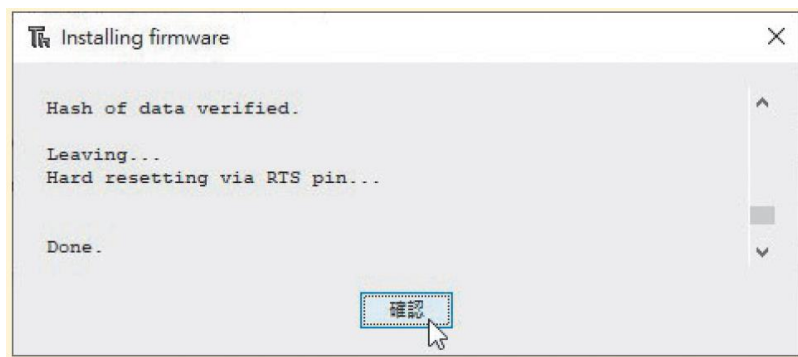 Installing firmware
Hash of data verified.
Leaving...
Hard resetting via RTS pin...
Done.
確認